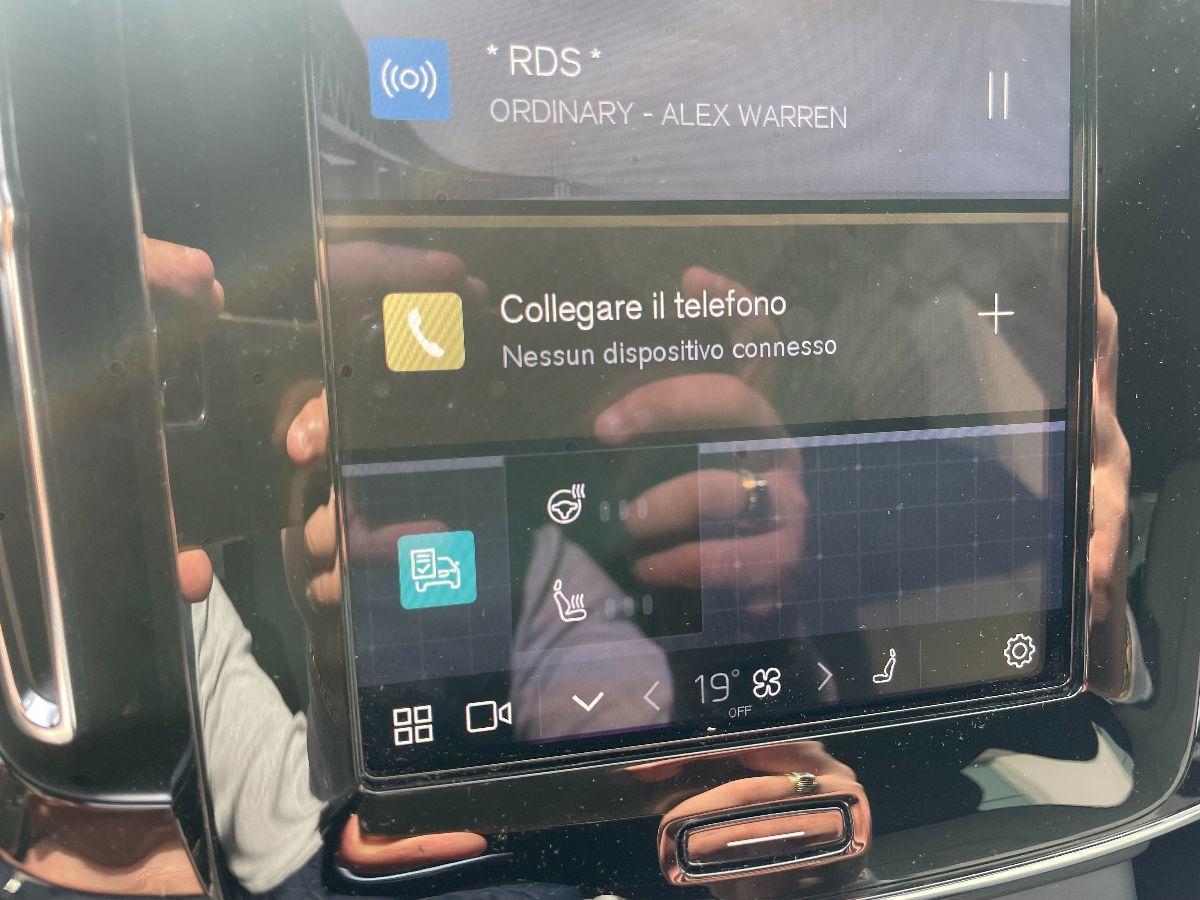 * RDS *
ORDINARY - ALEX WARREN
Collegare il telefono
Nessun dispositivo connesso
19°
OFF